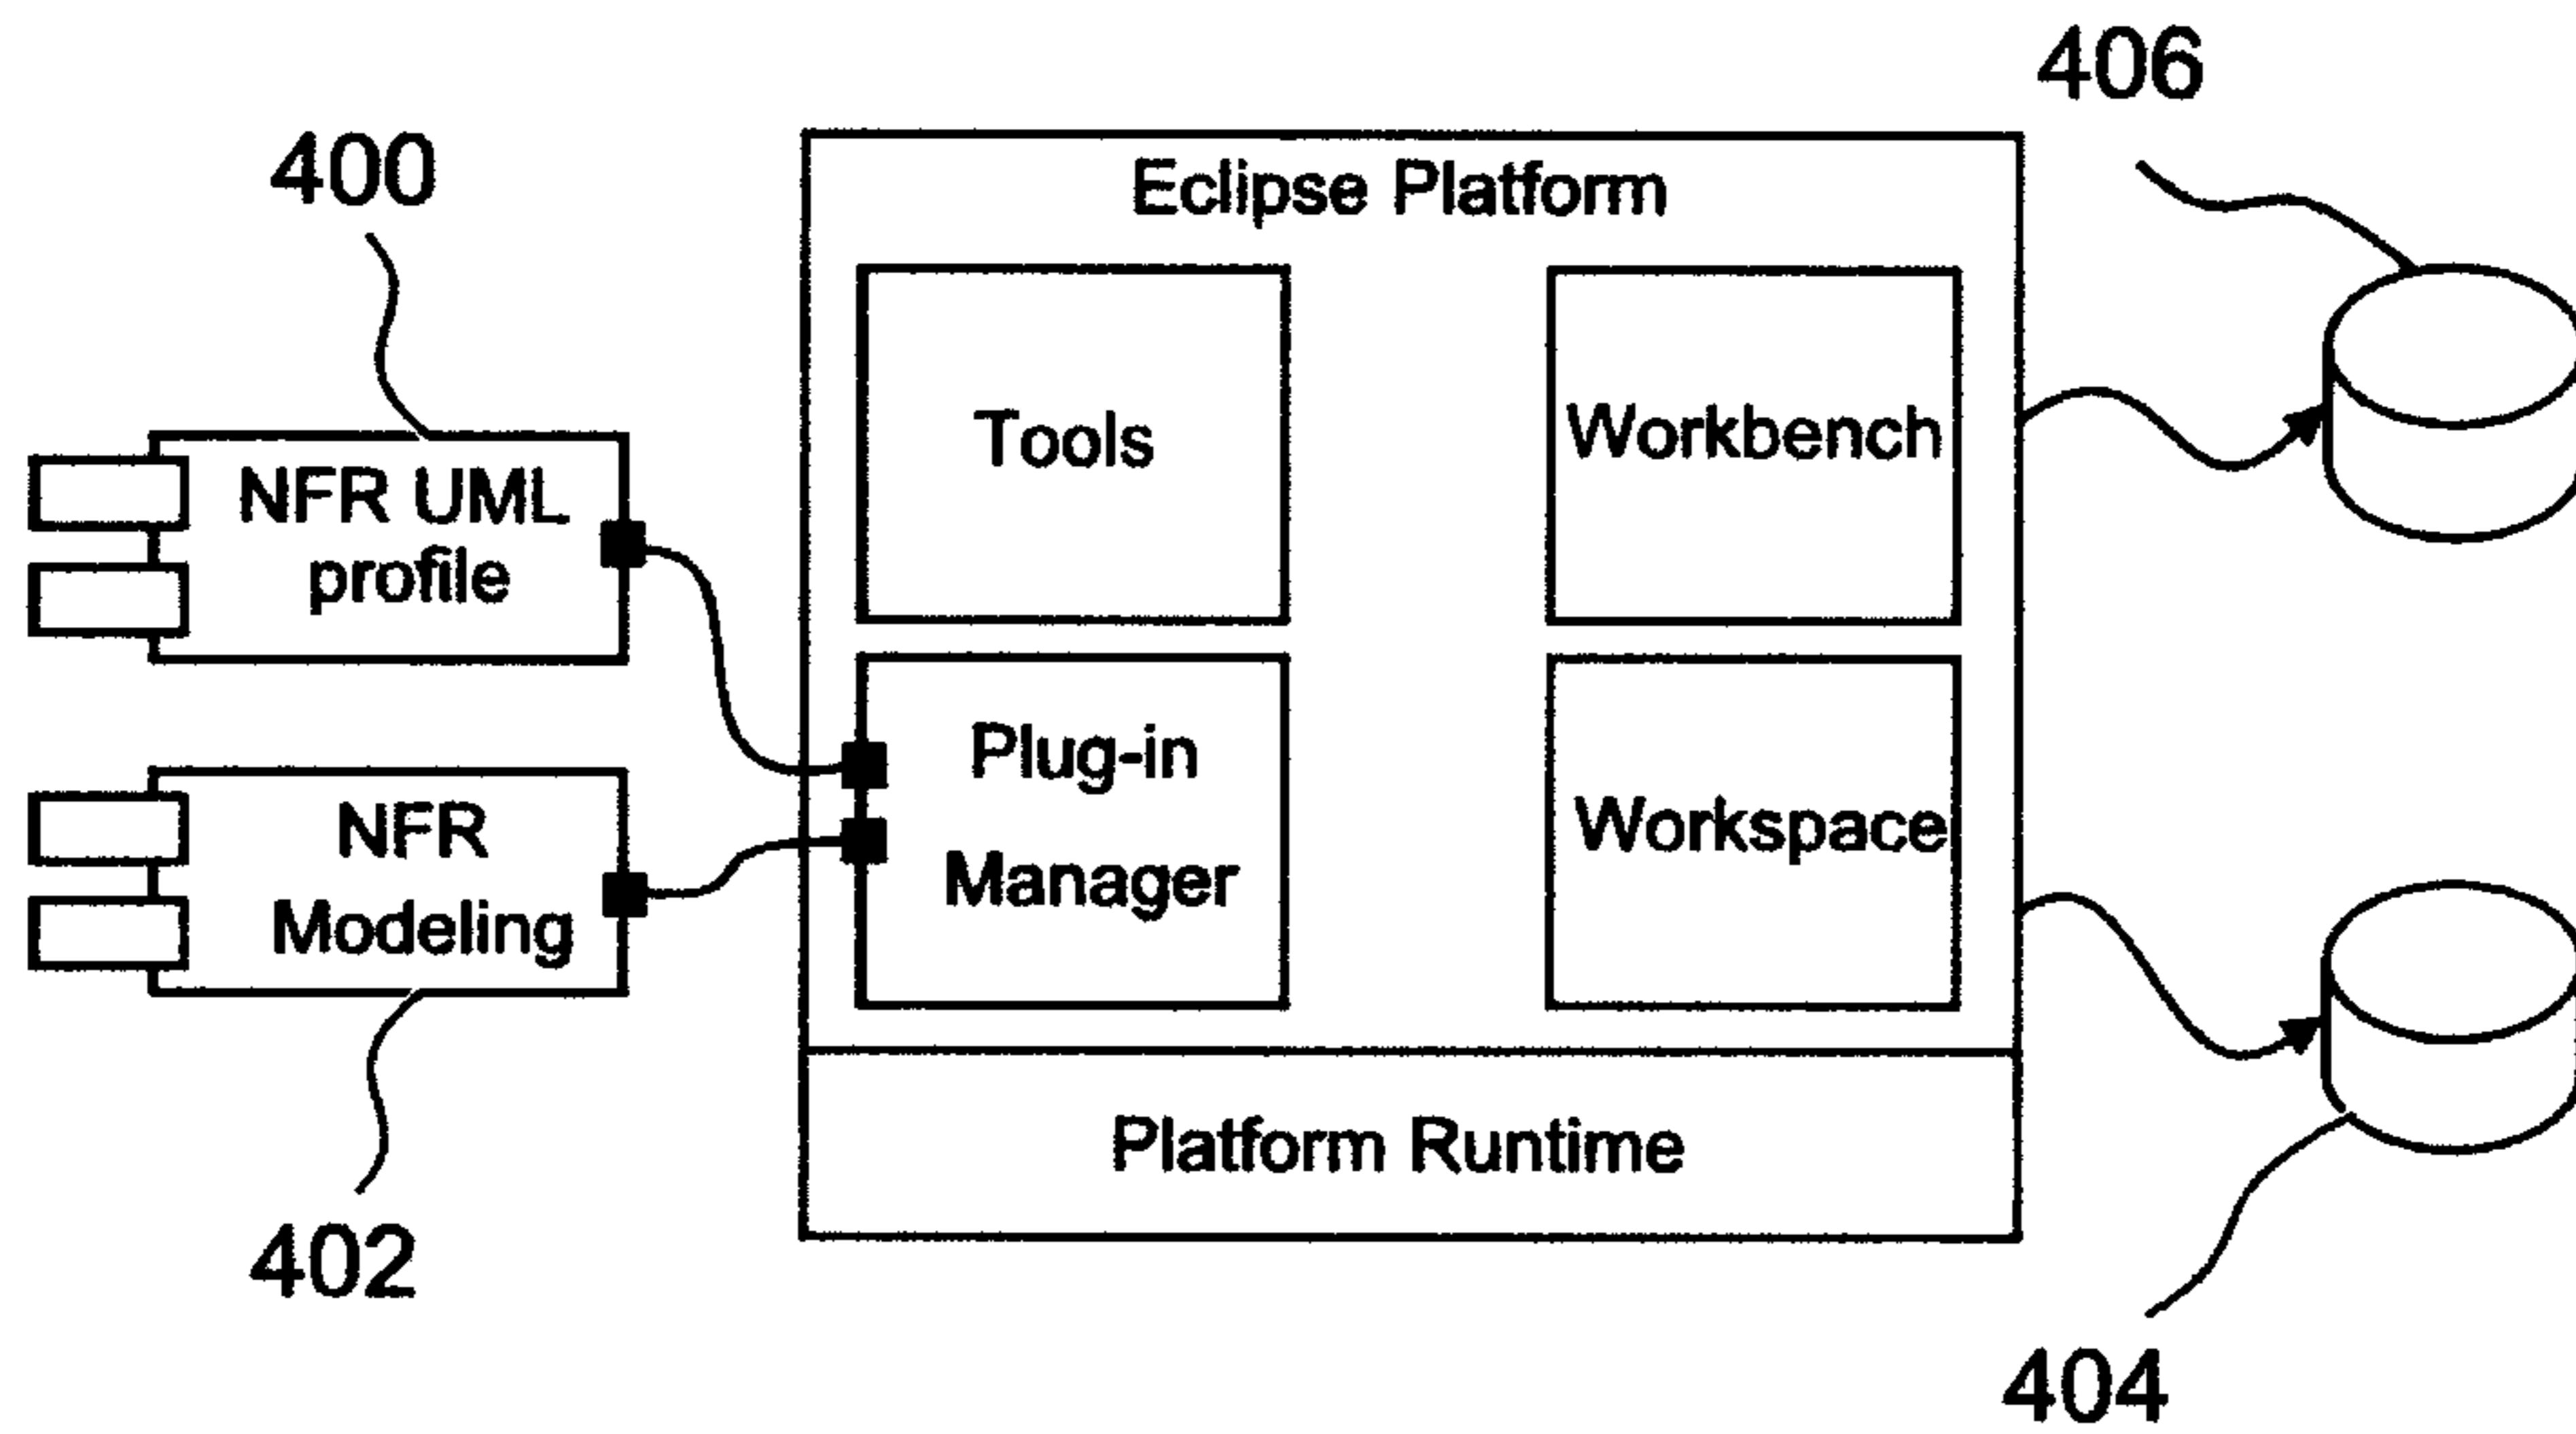 406
400
Eclipse Platform
Tools
Workbench
NFR UML
profile
Plug-in
Manager
Workspace
NFR
Modeling
Platform Runtime
402
404